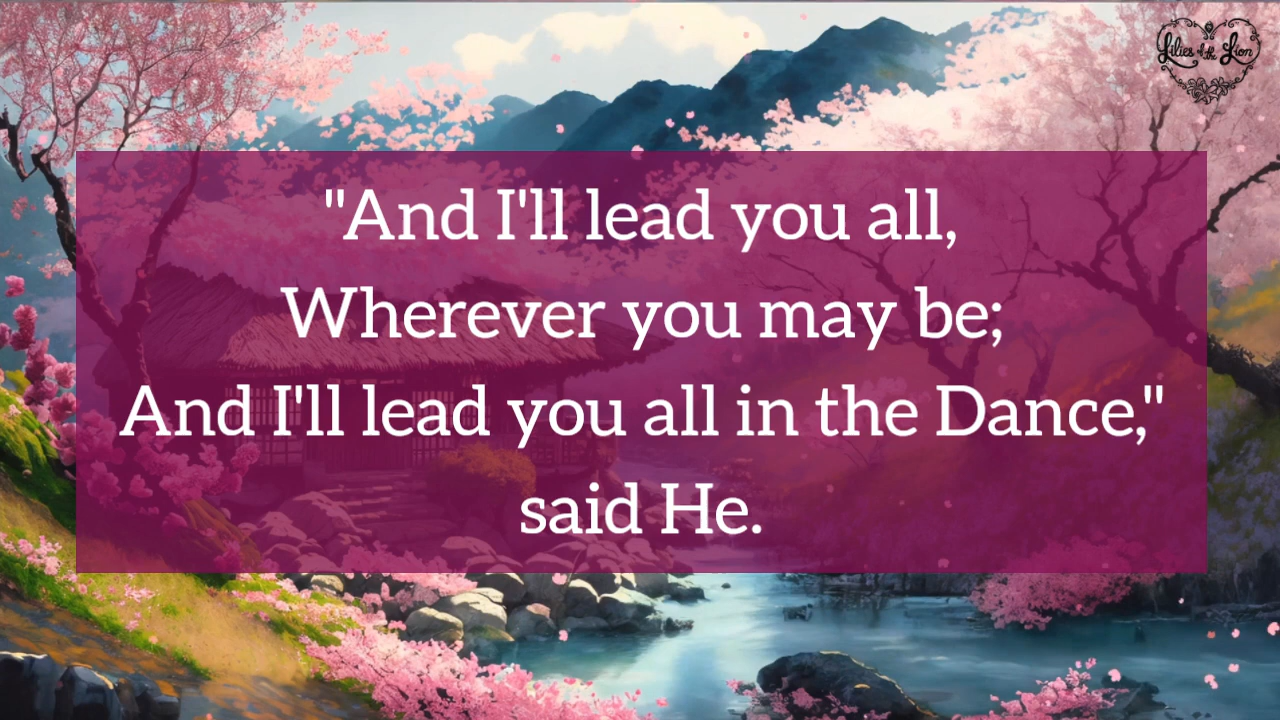 Lilies of the Lion
"And I'll lead you all,
Wherever you may be;
And I'll lead you all in the Dance,"
said He.